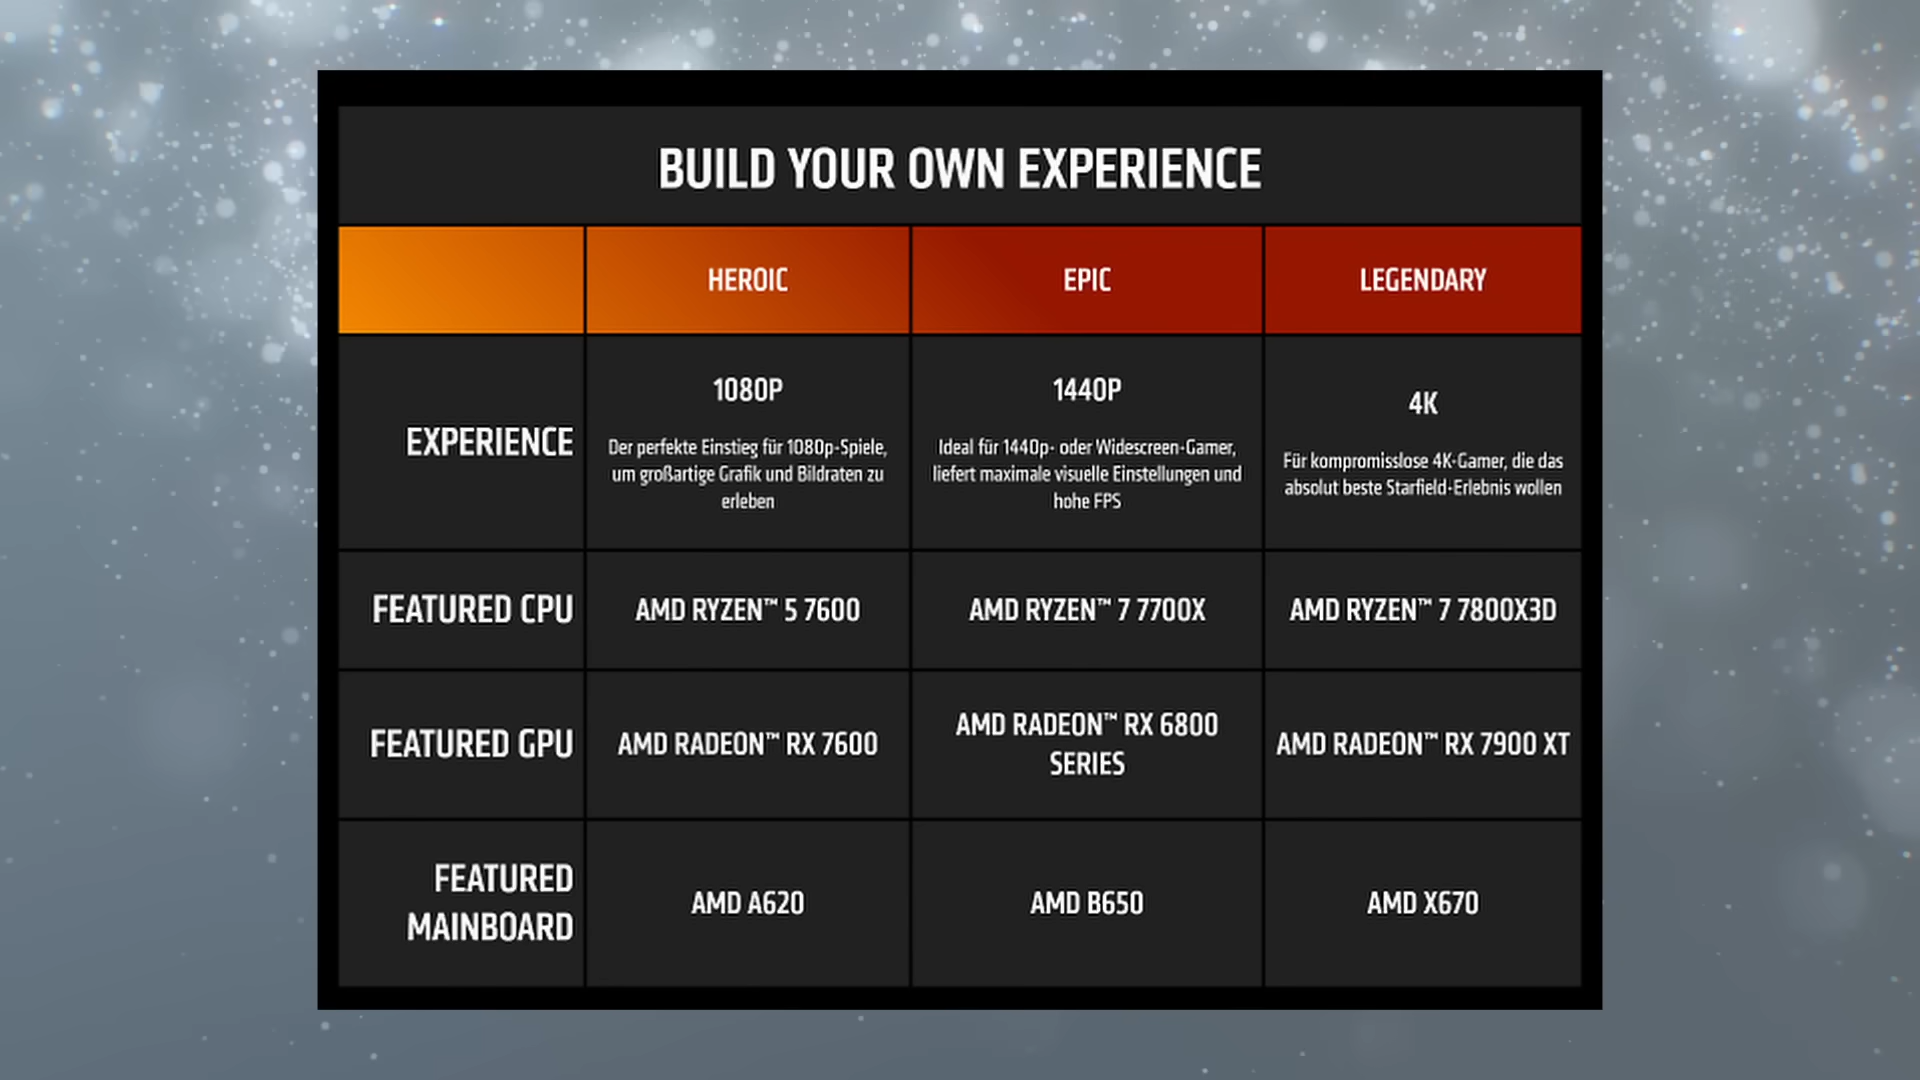 BUILD YOUR OWN EXPERIENCE
HEROIC
EPIC
LEGENDARY
EXPERIENCE
1080P
Der perfekte Einstieg für 1080p-Spiele,
um großartige Grafik und Bildraten zu
erleben
1440P
Ideal für 1440p- oder Widescreen-Gamer,
liefert maximale visuelle Einstellungen und
hohe FPS
4K
Für kompromisslose 4K-Gamer, die das
absolut beste Starfield-Erlebnis wollen
FEATURED CPU
AMD RYZEN™ 5 7600
AMD RYZEN™ 7 7700X
AMD RYZEN™ 7 7800X3D
FEATURED GPU
AMD RADEON™ RX 7600
AMD RADEON™ RX 6800
SERIES
AMD RADEON™ RX 7900 XT
FEATURED
MAINBOARD
AMD A620
AMD B650
AMD X670